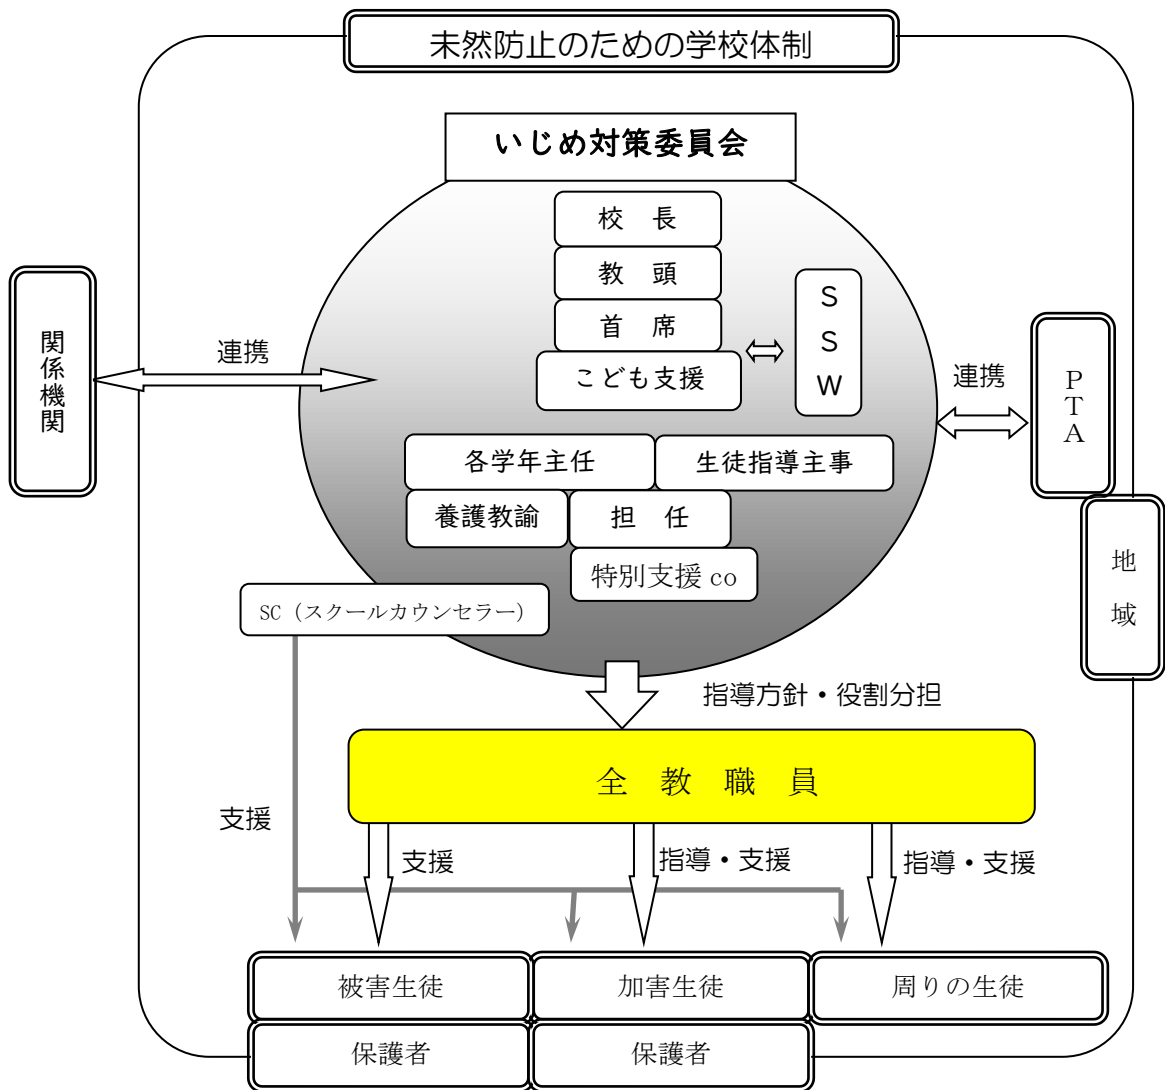 未然防止のための学校体制
いじめ対策委員会
校　長
教　頭
首　席
こども支援
SSW
関係機関
連携
連携
PTA
地域
各学年主任
生徒指導主事
養護教諭
担　任
特別支援 co
SC（スクールカウンセラー）
指導方針・役割分担
全　教　職　員
支援
支援
指導・支援
指導・支援
被害生徒
加害生徒
周りの生徒
保護者
保護者